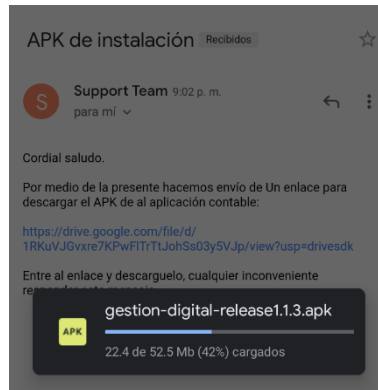 APK de instalación Recibidos
S
Support Team 9:02 p. m.
para mí
Cordial saludo.
Por medio de la presente hacemos envío de Un enlace para
descargar el APK de al aplicación contable:
https://drive.google.com/file/d/
1RKuVJGvxre7KPwFlTrTtJohSs03y5VJp/view?usp=drivesdk
Entre al enlace y descarguelo, cualquier inconveniente
gestion-digital-release1.1.3.apk
APK
22.4 de 52.5 Mb (42%) cargados